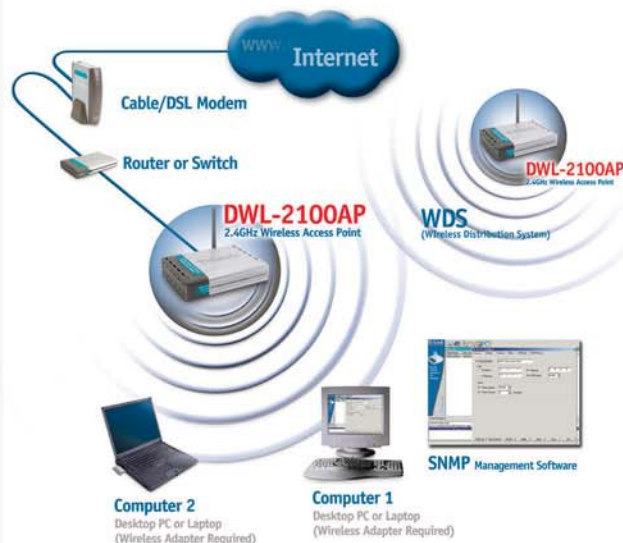 www.
Internet
Cable/DSL Modem
Router or Switch
DWL-2100AP
2.4GHz Wireless Access Point
DWL-2100AP
2.4GHz Wireless Access Point
WDS
(Wireless Distribution System)
SNMP Management Software
Computer 2
Desktop PC or Laptop
(Wireless Adapter Required)
Computer 1
Desktop PC or Laptop
(Wireless Adapter Required)